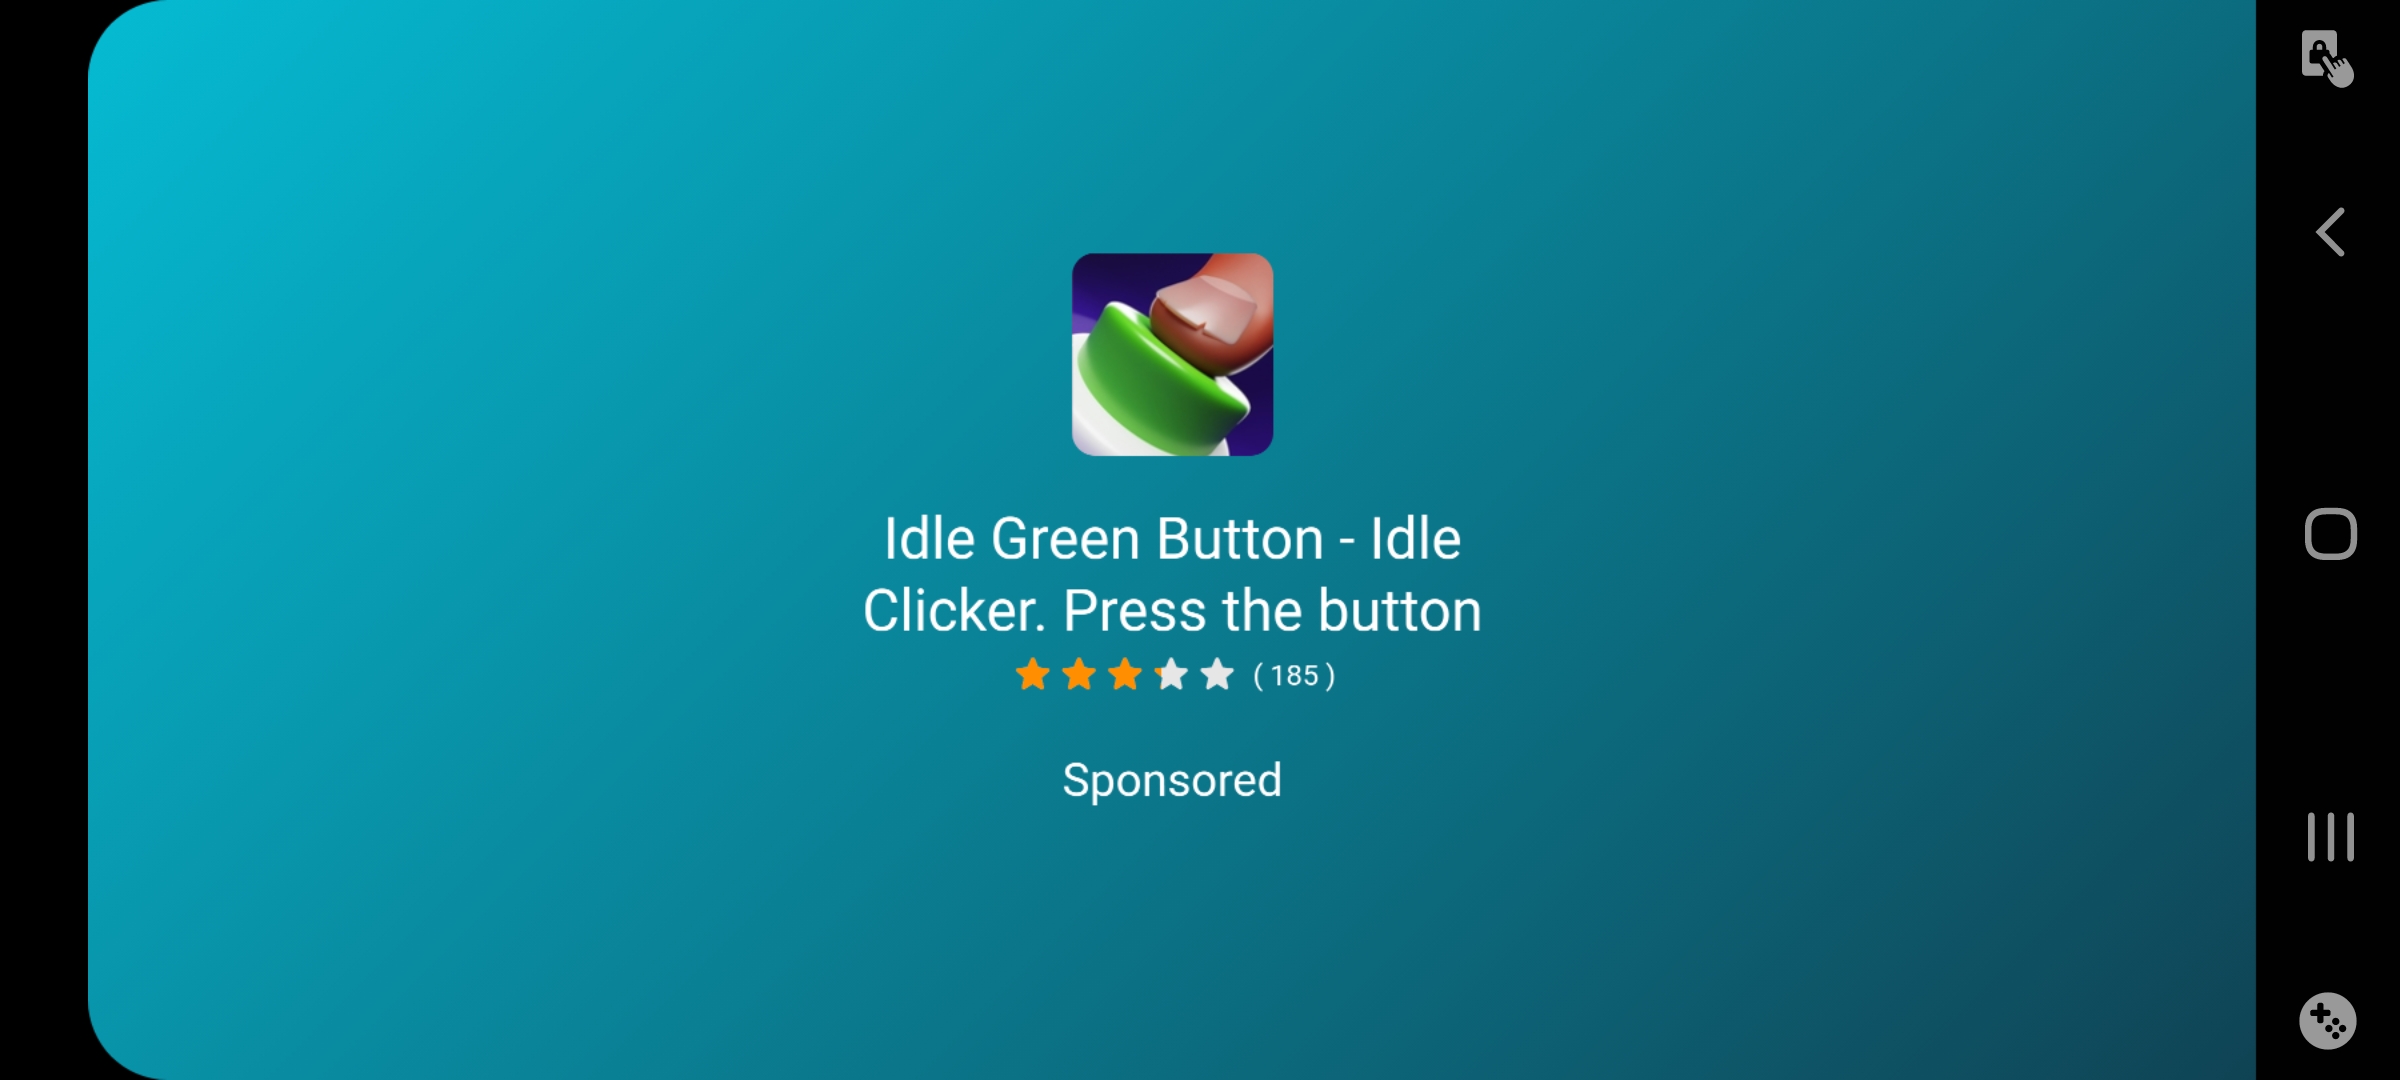 Idle Green Button - Idle
Clicker. Press the button
( 185 )
Sponsored